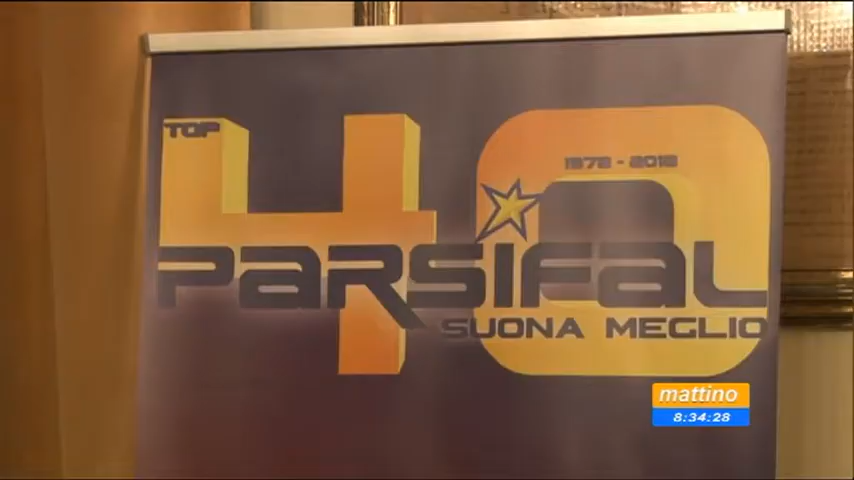 TOP
40
1978 - 2018
PARSIFAL
SUONA MEGLIO
mattino
8:34:28